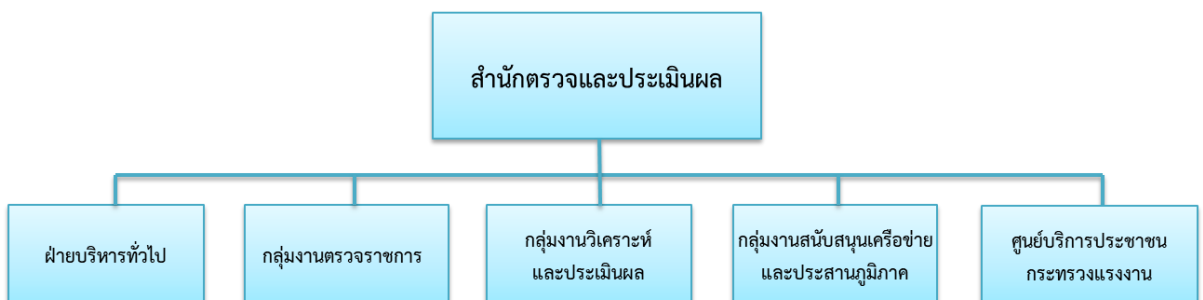 สำนักตรวจและประเมินผล
ฝ่ายบริหารทั่วไป
กลุ่มงานตรวจราชการ
กลุ่มงานวิเคราะห์
และประเมินผล
กลุ่มงานสนับสนุนเครือข่าย
และประสานภูมิภาค
ศูนย์บริการประชาชน
กระทรวงแรงงาน